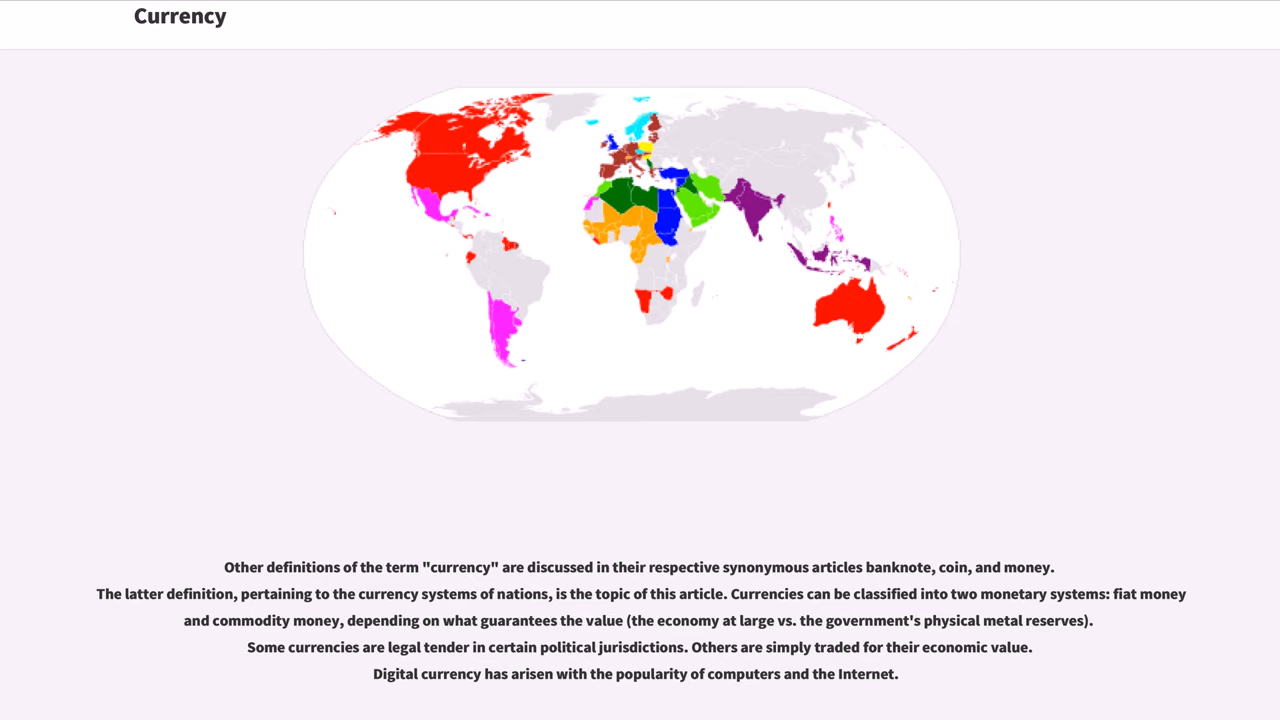 Currency
Other definitions of the term "currency" are discussed in their respective synonymous articles banknote, coin, and money.
The latter definition, pertaining to the currency systems of nations, is the topic of this article. Currencies can be classified into two monetary systems: fiat money
and commodity money, depending on what guarantees the value (the economy at large vs. the government's physical metal reserves).
Some currencies are legal tender in certain political jurisdictions. Others are simply traded for their economic value.
Digital currency has arisen with the popularity of computers and the Internet.